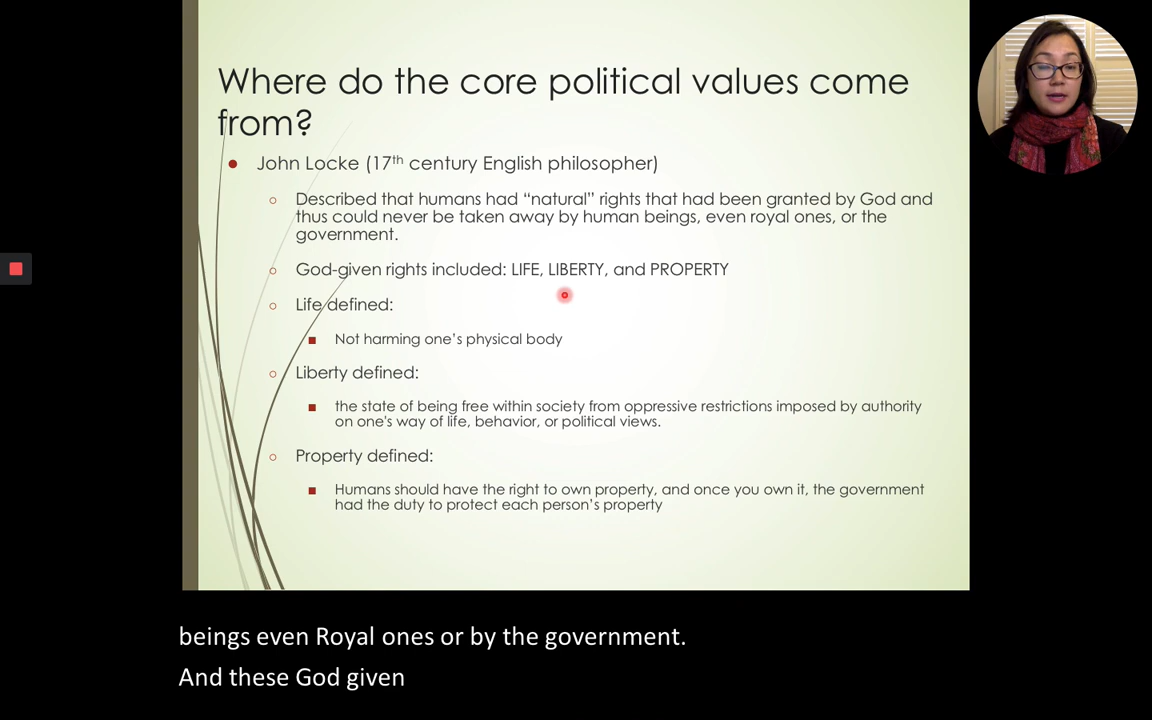 Where do the core political values come
from?
John Locke (17th century English philosopher)
Described that humans had “natural” rights that had been granted by God and
thus could never be taken away by human beings, even royal ones, or the
government.
God-given rights included: LIFE, LIBERTY, and PROPERTY
Life defined:
Not harming one’s physical body
Liberty defined:
the state of being free within society from oppressive restrictions imposed by authority
on one's way of life, behavior, or political views.
Property defined:
Humans should have the right to own property, and once you own it, the government
had the duty to protect each person’s property
beings even Royal ones or by the government.
And these God given